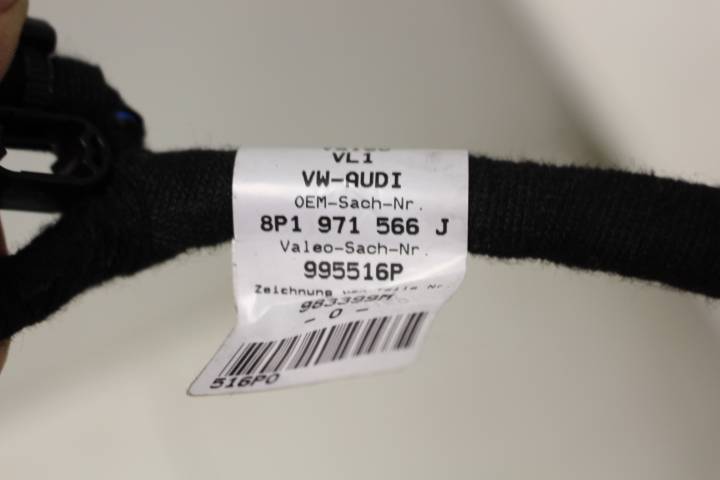 VL1
VW-AUDI
OEM-Sach-Nr.
8P1 971 566 J
Valeo-Sach-Nr.
995516P
Zeichnung
983399M
- 0 -
516P0